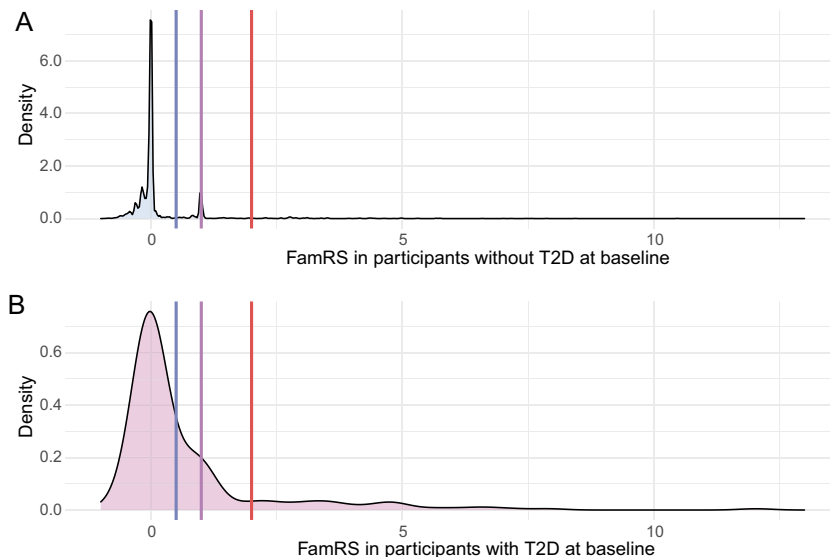 A
Density
6.0
4.0
2.0
0.0
0 5 10
FamRS in participants without T2D at baseline
B
Density
0.6
0.4
0.2
0.0
0 5 10
FamRS in participants with T2D at baseline